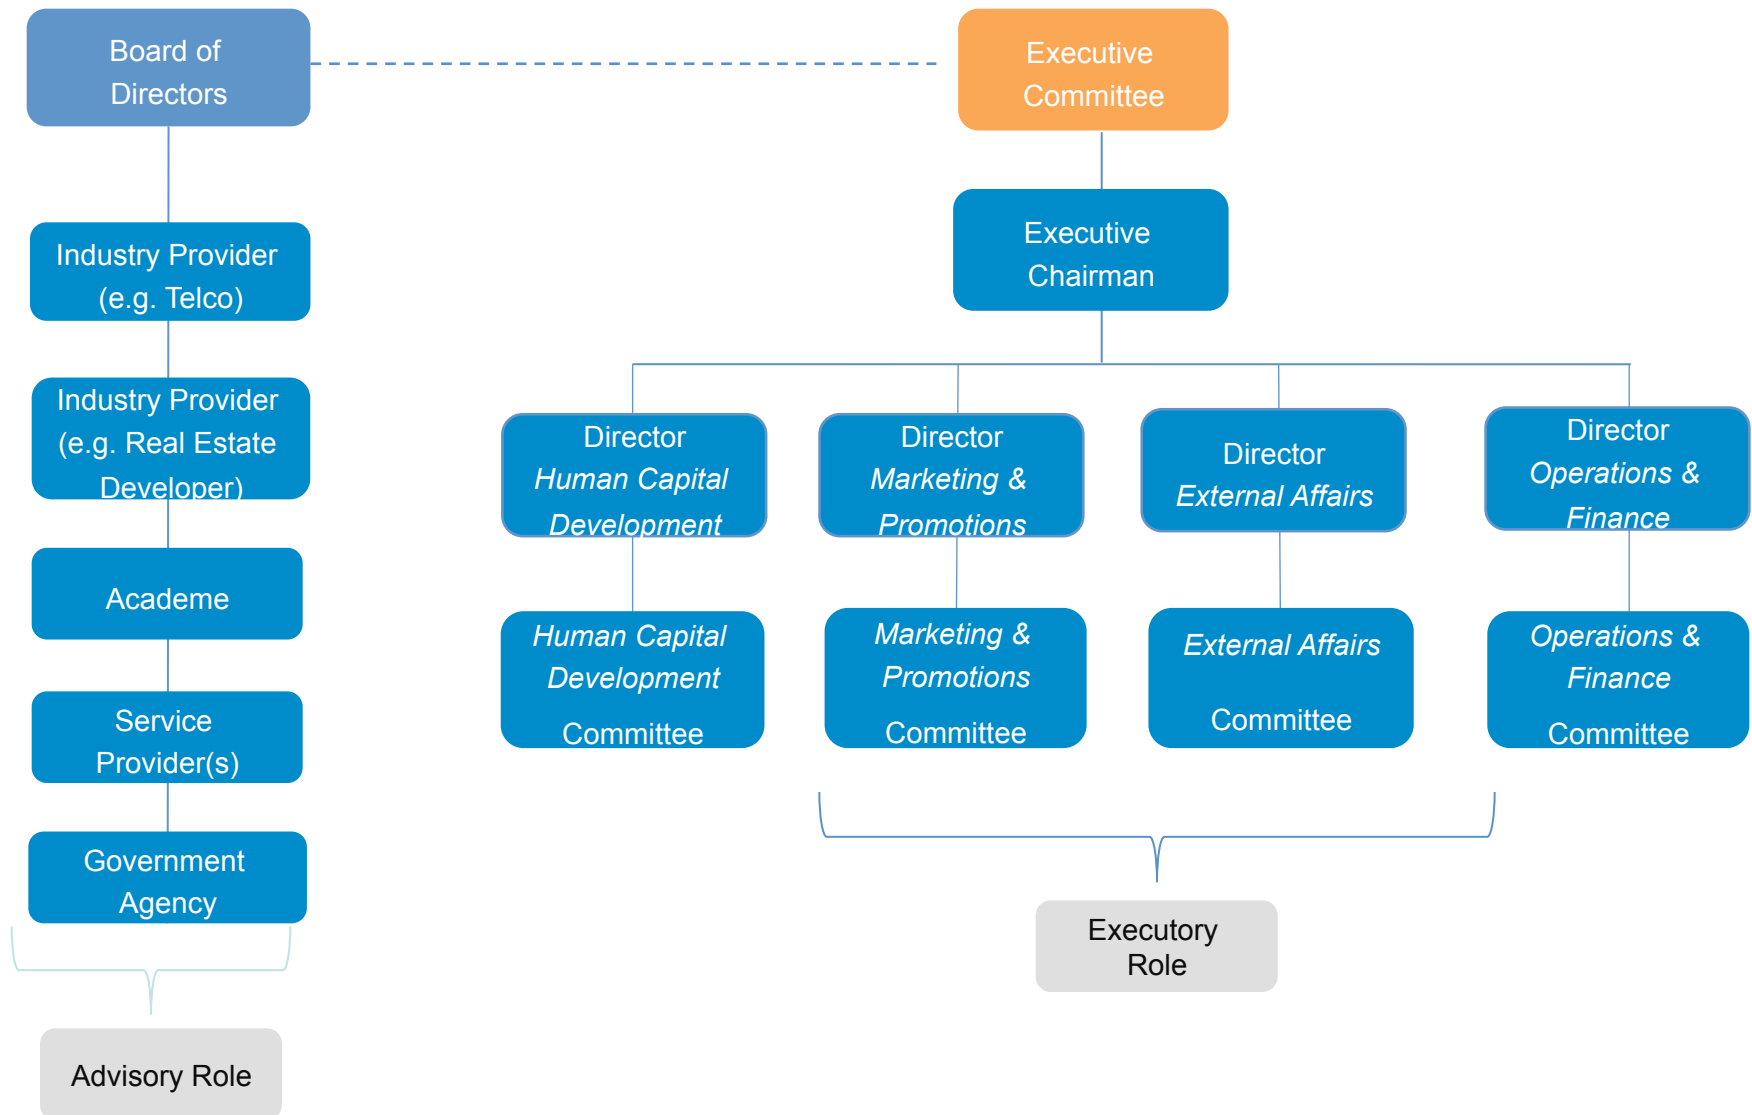 Board of
Directors
Executive
Committee
Executive
Chairman
Industry Provider
(e.g. Telco)
Industry Provider
(e.g. Real Estate
Developer)
Academe
Service
Provider(s)
Government
Agency
Advisory Role
Director
Human Capital
Development
Director
Marketing &
Promotions
Director
External Affairs
Director
Operations &
Finance
Human Capital
Development
Committee
Marketing &
Promotions
Committee
External Affairs
Committee
Operations &
Finance
Committee
Executory
Role